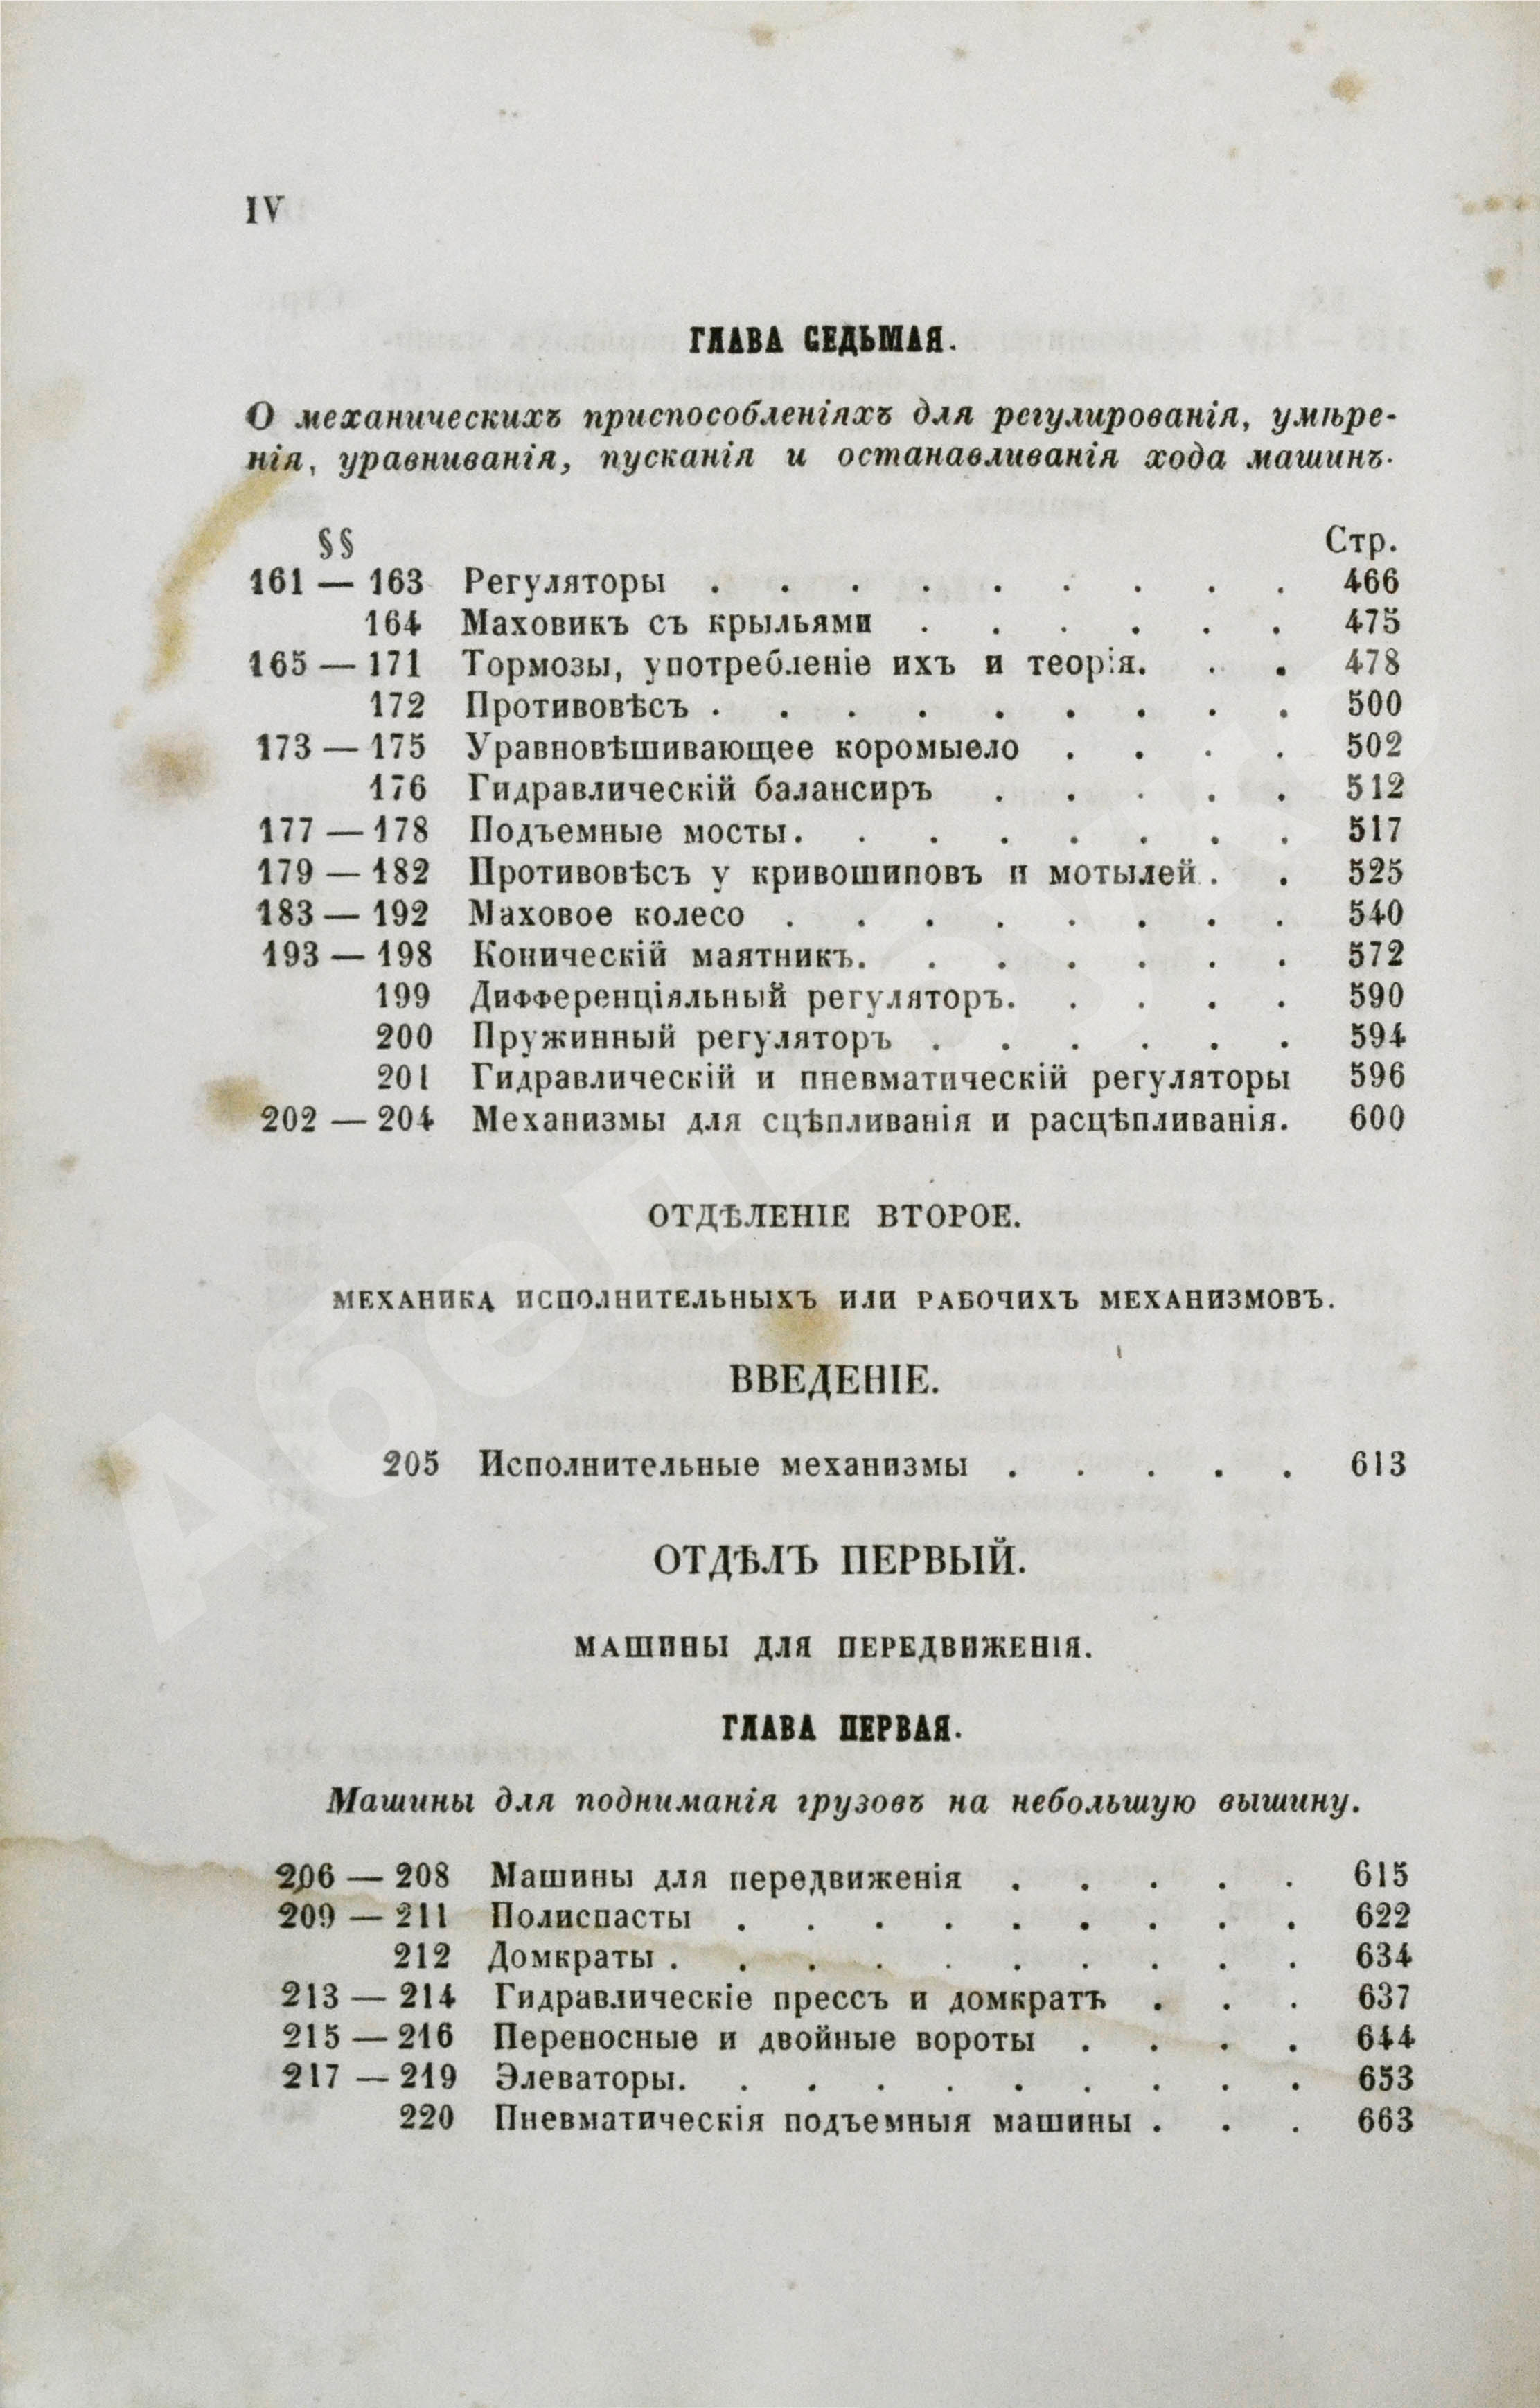 IV
ГЛАВА СЕДЬМАЯ.
О механическихъ приспособленіяхъ для регулированія, умѣре-
нія, уравниванія, пусканія и останавливанія хода машинъ.
§§ Стр.
161 — 163 Регуляторы . . . . . . . . . 466
164 Маховикъ съ крыльями . . . . . . 475
165 — 171 Тормозы, употребленіе ихъ и теорія. . . 478
172 Противовѣсъ . . . . . . . . . 500
173 — 175 Уравновѣшивающее коромысло . . . . 502
176 Гидравлическій балансиръ . . . . . 512
177 — 178 Подъемные мосты. . . . . . . . 517
179 — 182 Противовѣсъ у кривошиповъ и мотылей . . 525
183 — 192 Маховое колесо . . . . . . . . 540
193 — 198 Коническій маятникъ. . . . . . . 572
199 Дифференціяльный регуляторъ. . . . . 590
200 Пружинный регуляторъ . . . . . . 594
201 Гидравлическій и пневматическій регуляторы 596
202 — 204 Механизмы для сцѣпливанія и расцѣпливанія. 600
ОТДѢЛЕНІЕ ВТОРОЕ.
МЕХАНИКА ИСПОЛНИТЕЛЬНЫХЪ ИЛИ РАБОЧИХЪ МЕХАНИЗМОВЪ.
ВВЕДЕНІЕ.
205 Исполнительные механизмы . . . . . 613
ОТДѢЛЪ ПЕРВЫЙ.
МАШИНЫ ДЛЯ ПЕРЕДВИЖЕНІЯ.
ГЛАВА ПЕРВАЯ.
Машины для подниманія грузовъ на небольшую вышину.
206 — 208 Машины для передвиженія . . . . . 615
209 — 211 Полиспасты . . . . . . . . . 622
212 Домкраты . . . . . . . . . . 634
213 — 214 Гидравлическіе прессъ и домкратъ . . . 637
215 — 216 Переносные и двойные вороты . . . . 644
217 — 219 Элеваторы. . . . . . . . . . 653
220 Пневматическія подъемныя машины . . . 663